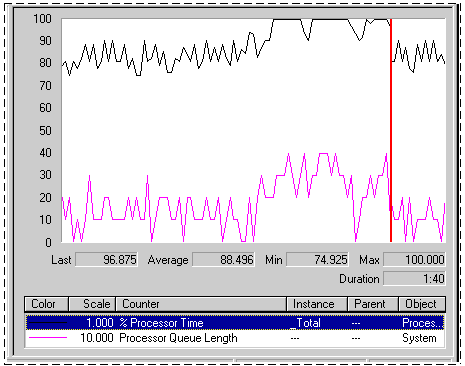 100
90
80
70
60
50
40
30
20
10
0
Last 96.875 Average 88.496 Min 74.925 Max 100.000
Duration 1:40
Color Scale Counter Instance Parent Object
1.000 % Processor Time _Total --- Proces...
10.000 Processor Queue Length --- --- System